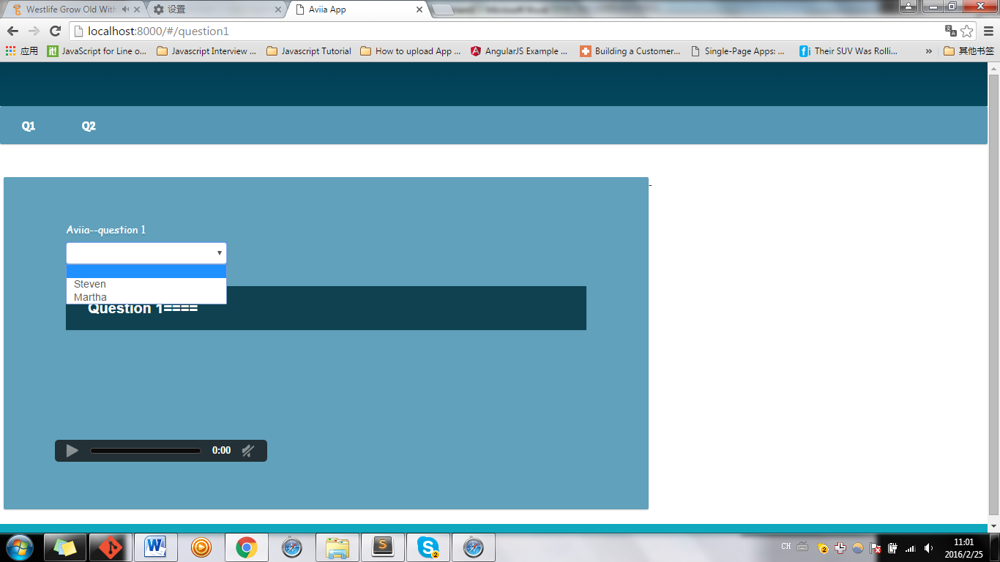 Westlife Grow Old With
设置
Aviia App
localhost:8000/#/question1
应用
JavaScript for Line o...
Javascript Interview ...
Javascript Tutorial
How to upload App ...
AngularJS Example ...
Building a Customer...
Single-Page Apps: ...
Their SUV Was Rolli...
»
其他书签
Q1
Q2
-
Aviia--question 1
Steven
Martha
Question 1====
0:00
CH
11:01
2016/2/25